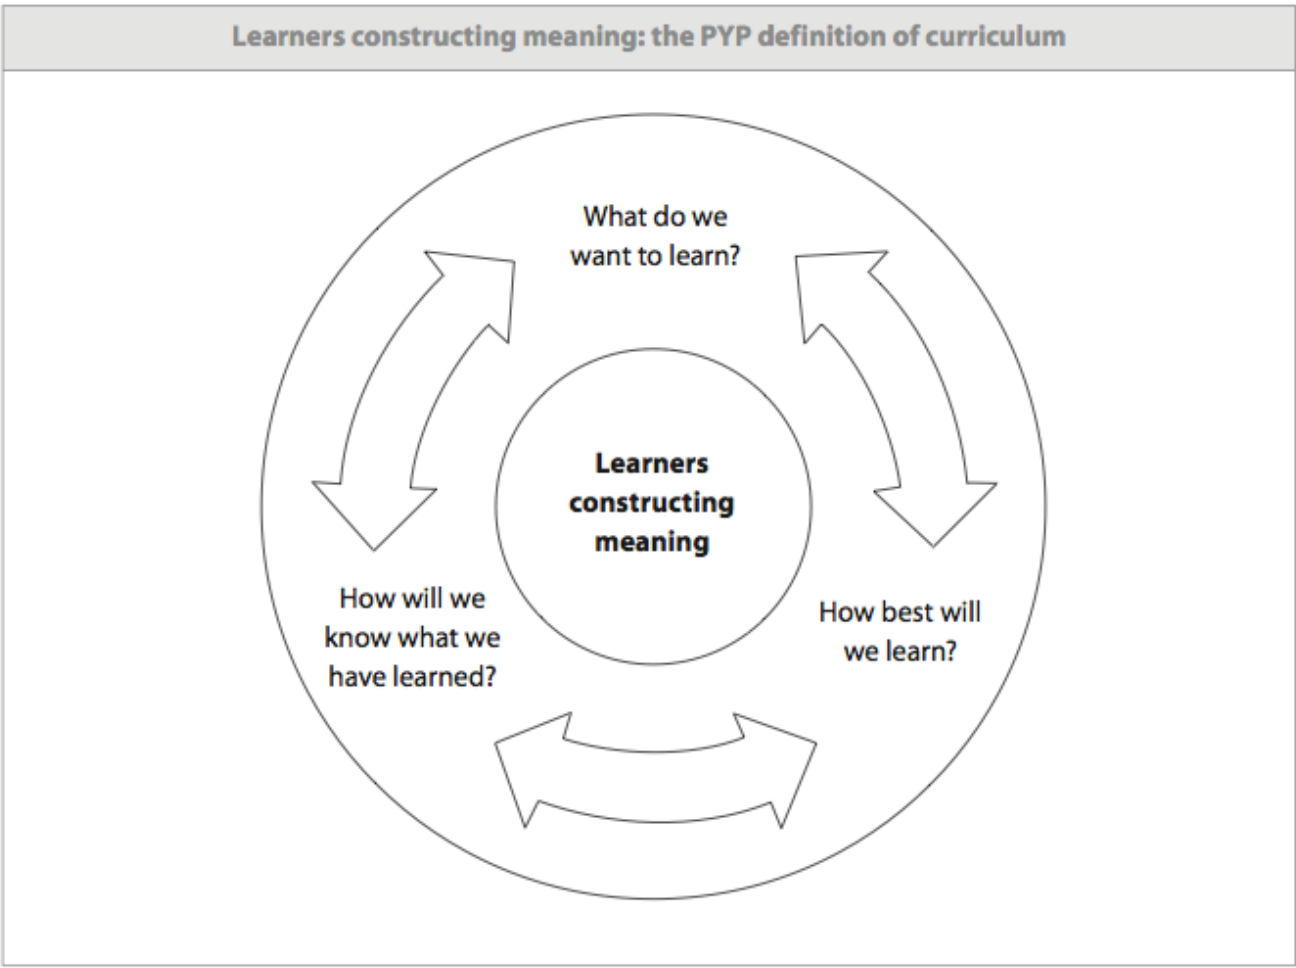 Learners constructing meaning: the PYP definition of curriculum
What do we
want to learn?
Learners
constructing
meaning
How will we
know what we
have learned?
How best will
we learn?